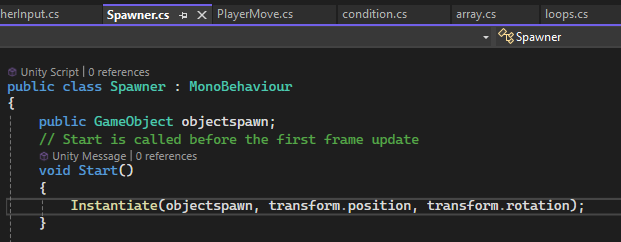 herInput.cs Spawner.cs PlayerMove.cs condition.cs array.cs loops.cs
Spawner
Unity Script | 0 references
public class Spawner : MonoBehaviour
{
public GameObject objectspawn;
// Start is called before the first frame update
Unity Message | 0 references
void Start()
{
Instantiate(objectspawn, transform.position, transform.rotation);
}